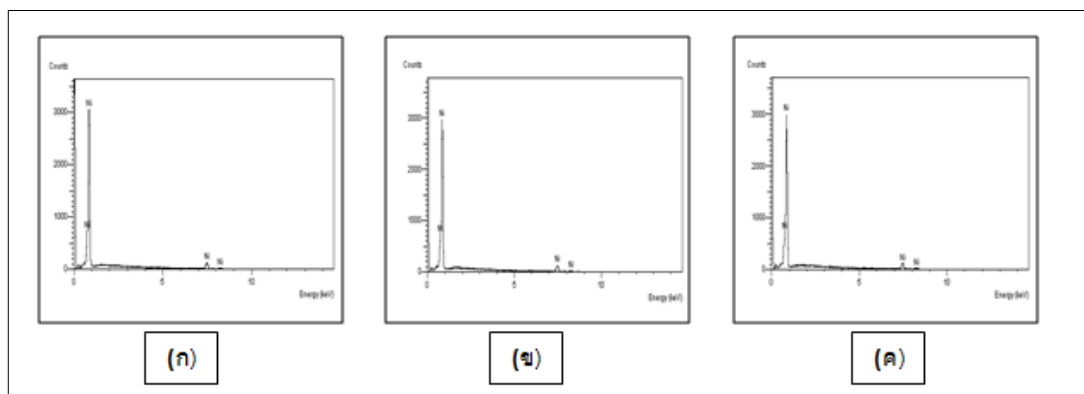 Counts
Ni
3000
2000
1000
Ni
Ni
Ni
0
0
5
10
Energy (keV)
(ก)
Counts
Ni
3000
2000
1000
Ni
Ni
Ni
0
0
5
10
Energy (keV)
(ข)
Counts
Ni
3000
2000
1000
Ni
Ni
Ni
0
0
5
10
Energy (keV)
(ค)